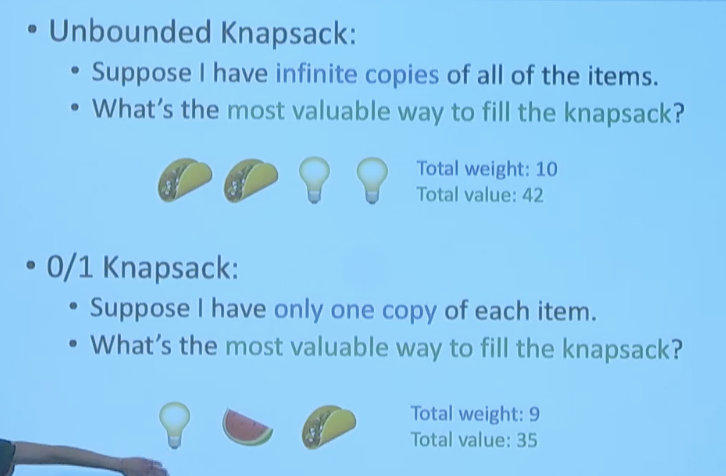 • Unbounded Knapsack:
• Suppose I have infinite copies of all of the items.
• What's the most valuable way to fill the knapsack?
Total weight: 10
Total value: 42
• 0/1 Knapsack:
• Suppose I have only one copy of each item.
• What's the most valuable way to fill the knapsack?
Total weight: 9
Total value: 35